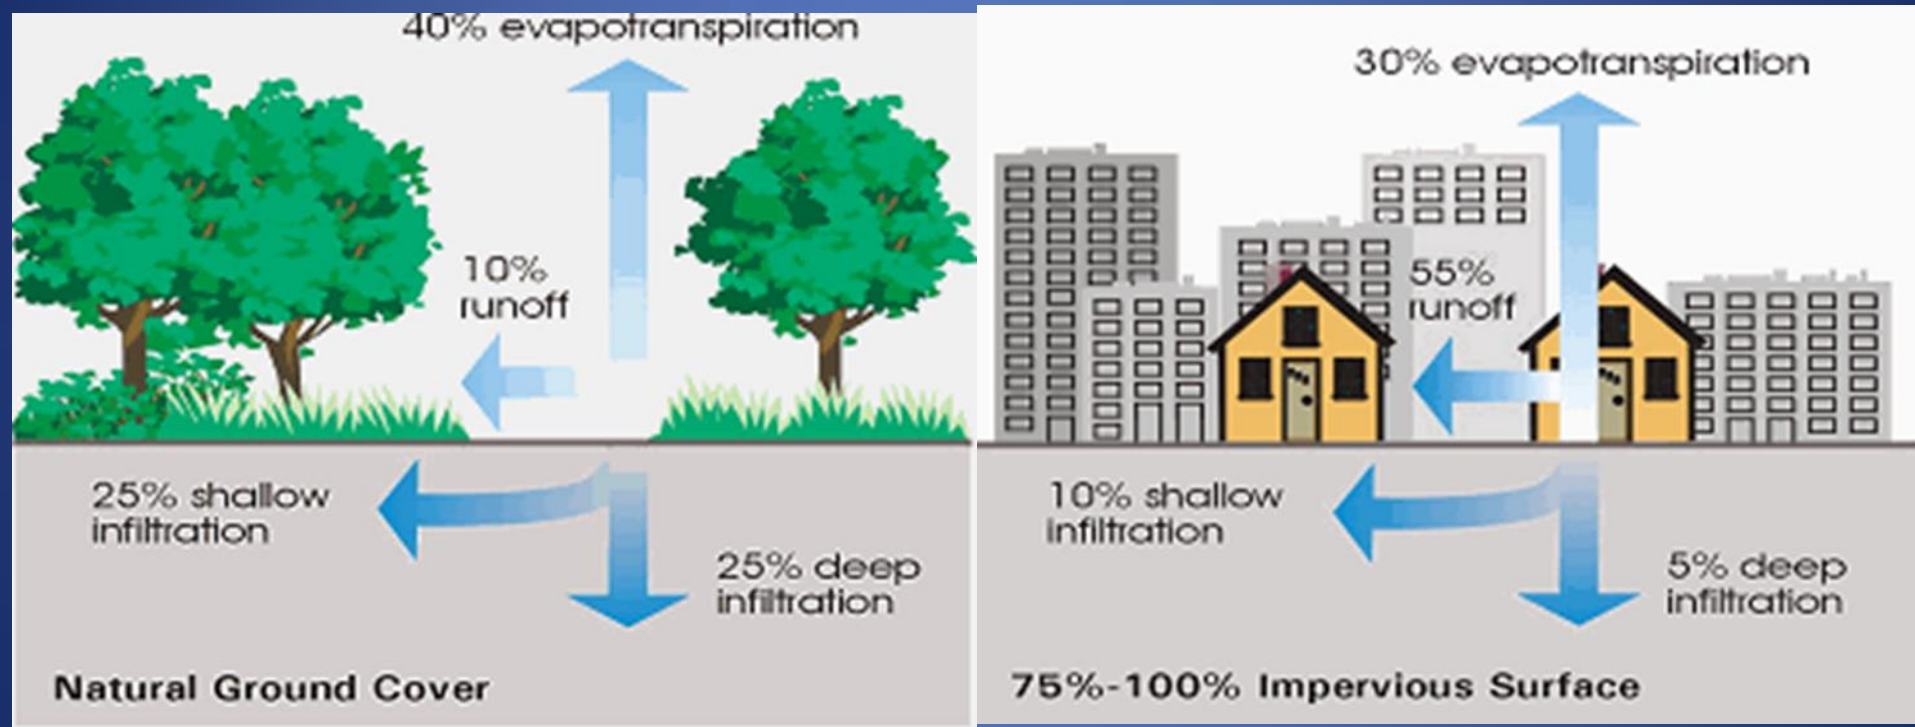 40% evapotranspiration
10%
runoff
25% shallow
infiltration
25% deep
infiltration
Natural Ground Cover
30% evapotranspiration
55%
runoff
10% shallow
infiltration
5% deep
infiltration
75%-100% Impervious Surface